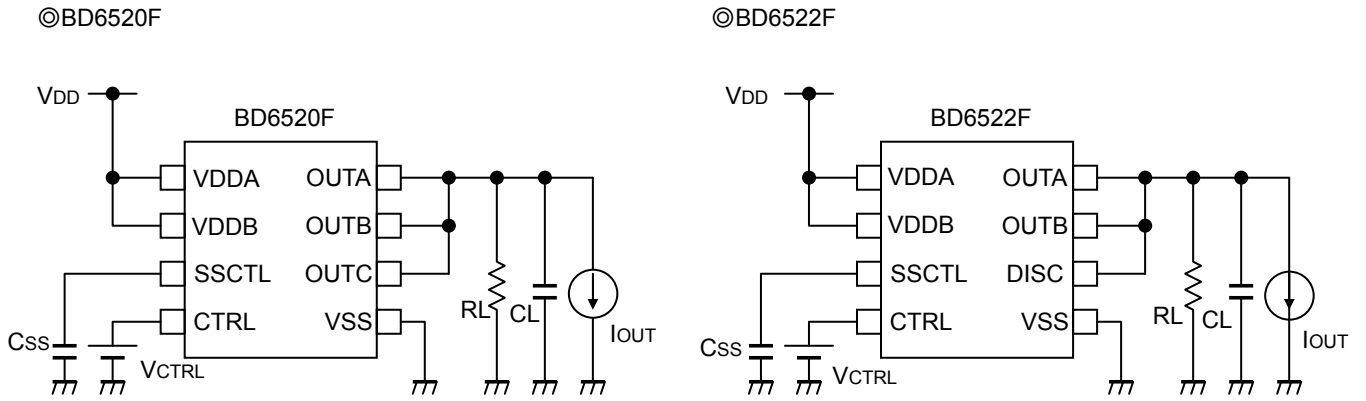 ◎BD6520F
◎BD6522F
VDD
BD6520F
VDDA
OUTA
VDDB
OUTB
SSCTL
OUTC
CTRL
VSS
CSS
VCTRL
RL
CL
IOUT
VDD
BD6522F
VDDA
OUTA
VDDB
OUTB
SSCTL
DISC
CTRL
VSS
CSS
VCTRL
RL
CL
IOUT